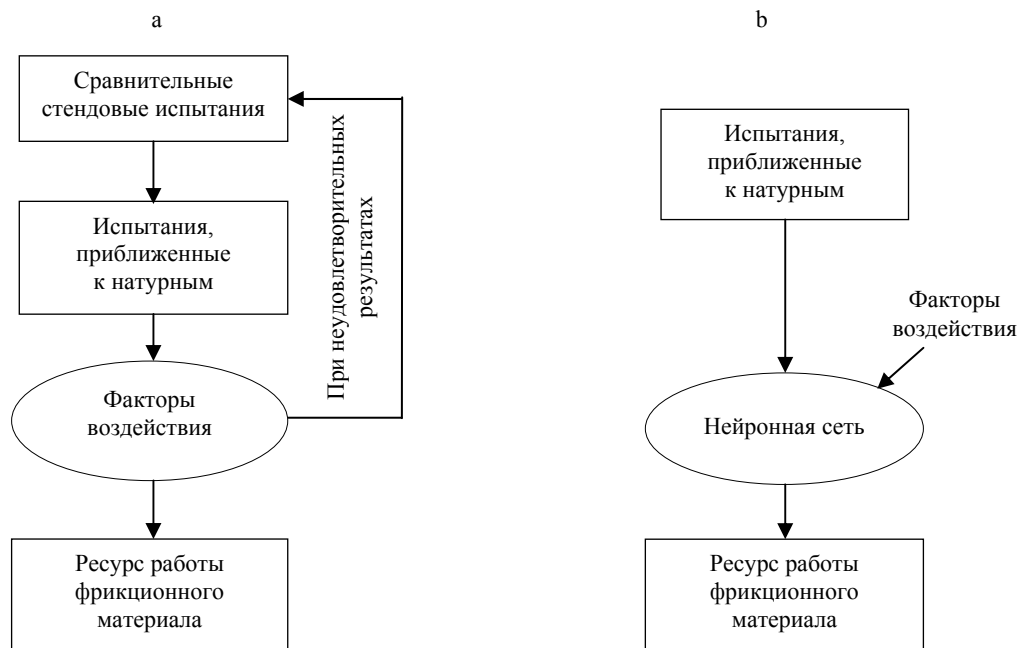 a
Сравнительные
стендовые испытания
Испытания,
приближенные
к натурным
Факторы
воздействия
При неудовлетворительных
результатах
Ресурс работы
фрикционного
материала
b
Испытания,
приближенные
к натурным
Факторы
воздействия
Нейронная сеть
Ресурс работы
фрикционного
материала